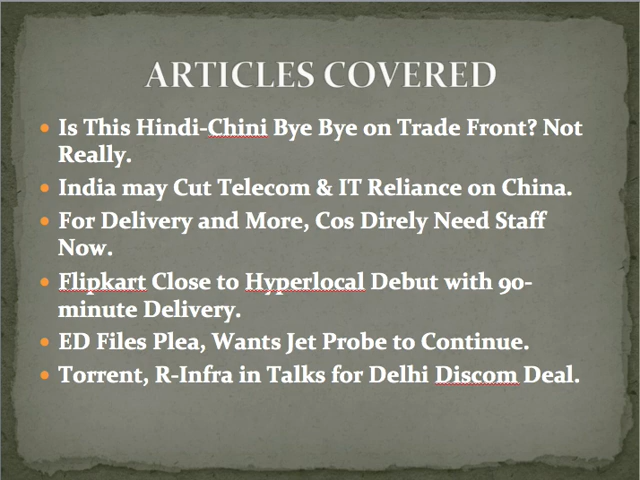 ARTICLES COVERED
• Is This Hindi-Chini Bye Bye on Trade Front? Not
Really.
• India may Cut Telecom & IT Reliance on China.
• For Delivery and More, Cos Direly Need Staff
Now.
• Flipkart Close to Hyperlocal Debut with 90-
minute Delivery.
• ED Files Plea, Wants Jet Probe to Continue.
• Torrent, R-Infra in Talks for Delhi Discom Deal.